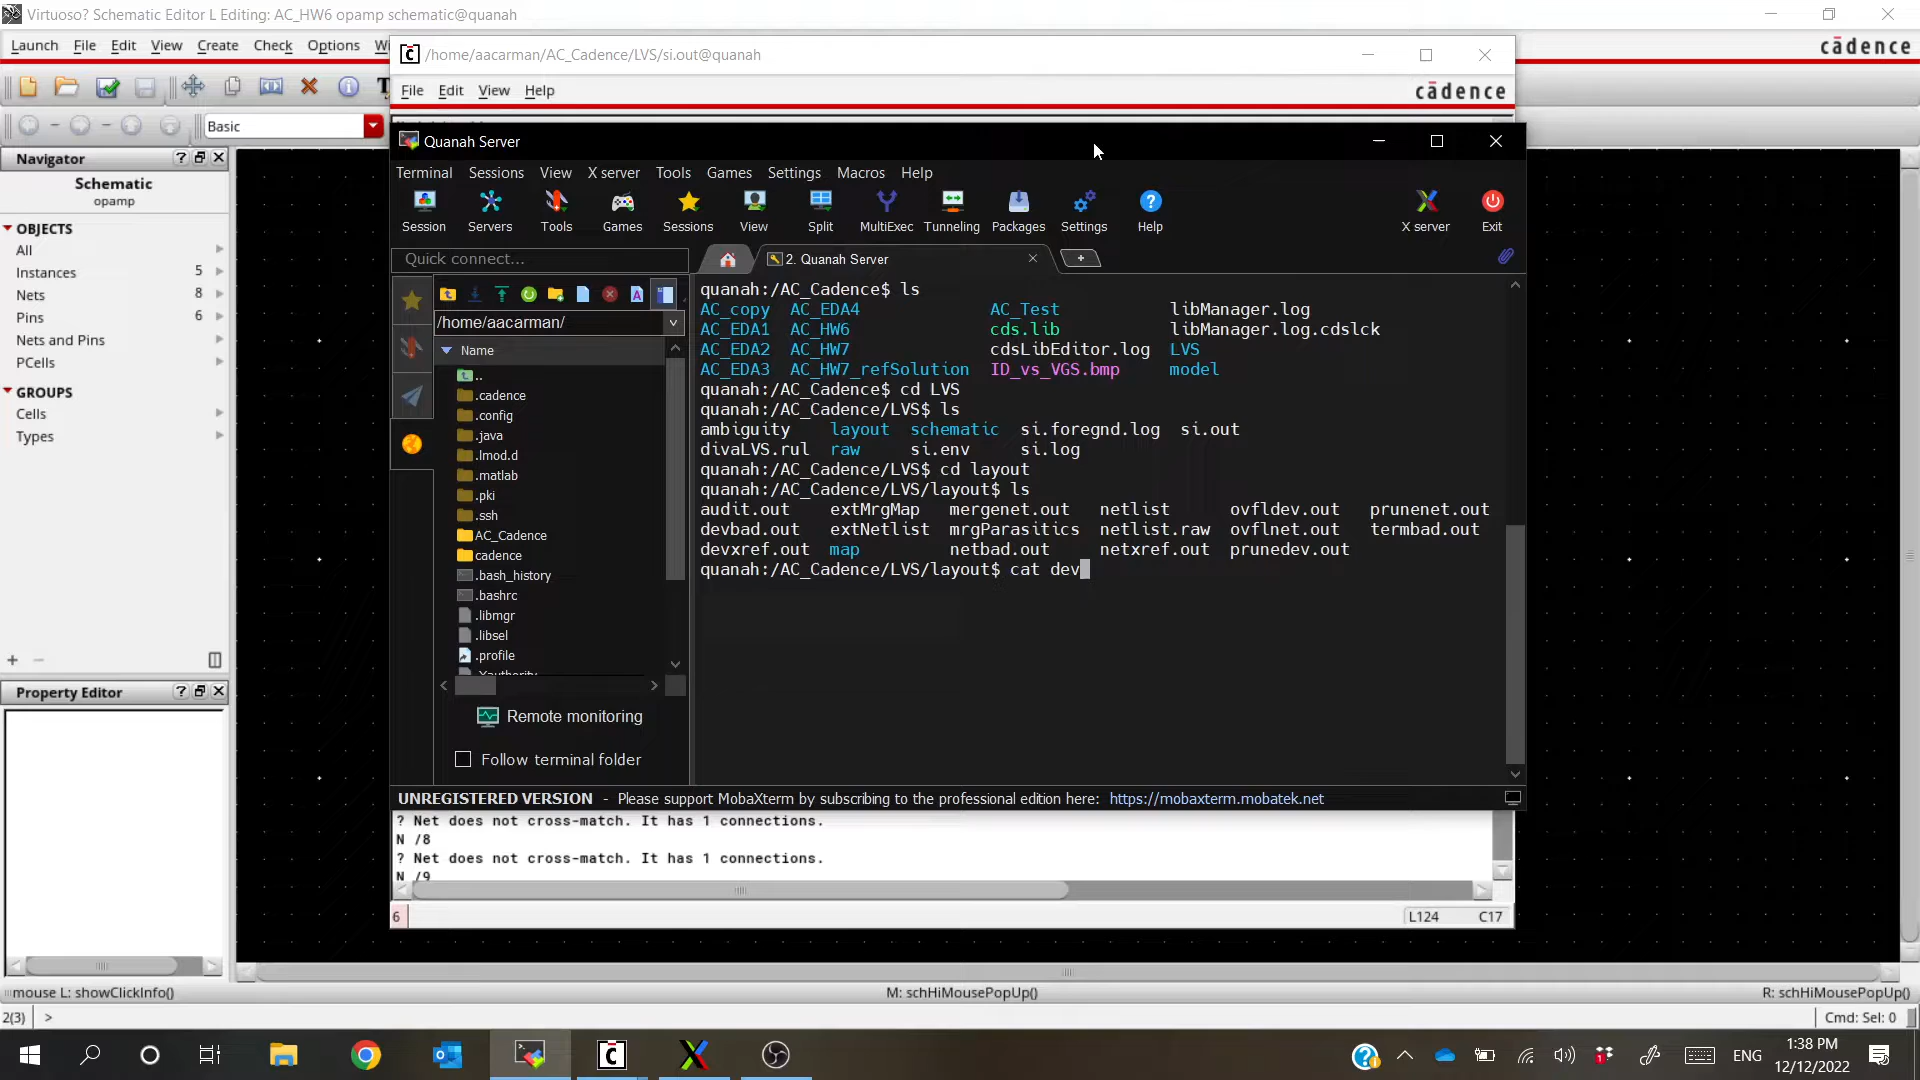 Virtuoso? Schematic Editor L Editing: AC_HW6 opamp schematic@quanah
Launch File Edit View Create Check Options Wi
cādence
/home/aacarman/AC_Cadence/LVS/si.out@quanah
File Edit View Help
cādence
Basic
Quanah Server
Terminal Sessions View X server Tools Games Settings Macros Help
Session Servers Tools Games Sessions View Split MultiExec Tunneling Packages Settings Help X server Exit
Quick connect...
2. Quanah Server
Navigator
Schematic
opamp
OBJECTS
All
Instances 5
Nets 8
Pins 6
Nets and Pins
PCells
GROUPS
Cells
Types
Property Editor
/home/aacarman/
Name
..
.cadence
.config
.java
.lmod.d
.matlab
.pki
.ssh
AC_Cadence
cadence
.bash_history
.bashrc
.libmgr
.libsel
.profile
.Xauthority
Remote monitoring
Follow terminal folder
quanah:/AC_Cadence$ ls
AC_copy AC_EDA4 AC_Test libManager.log
AC_EDA1 AC_HW6 cds.lib libManager.log.cdslck
AC_EDA2 AC_HW7 cdsLibEditor.log LVS
AC_EDA3 AC_HW7_refSolution ID_vs_VGS.bmp model
quanah:/AC_Cadence$ cd LVS
quanah:/AC_Cadence/LVS$ ls
ambiguity layout schematic si.foregnd.log si.out
divaLVS.rul raw si.env si.log
quanah:/AC_Cadence/LVS$ cd layout
quanah:/AC_Cadence/LVS/layout$ ls
audit.out extMrgMap mergenet.out netlist ovfldev.out prunenet.out
devbad.out extNetlist mrgParasitics netlist.raw ovflnet.out termbad.out
devxref.out map netbad.out netxref.out prunedev.out
quanah:/AC_Cadence/LVS/layout$ cat dev
UNREGISTERED VERSION - Please support MobaXterm by subscribing to the professional edition here: https://mobaxterm.mobatek.net
? Net does not cross-match. It has 1 connections.
N /8
? Net does not cross-match. It has 1 connections.
N /9
6
L124 C17
mouse L: showClickInfo() M: schHiMousePopUp() R: schHiMousePopUp()
2(3) >
Cmd: Sel: 0
ENG
1:38 PM
12/12/2022